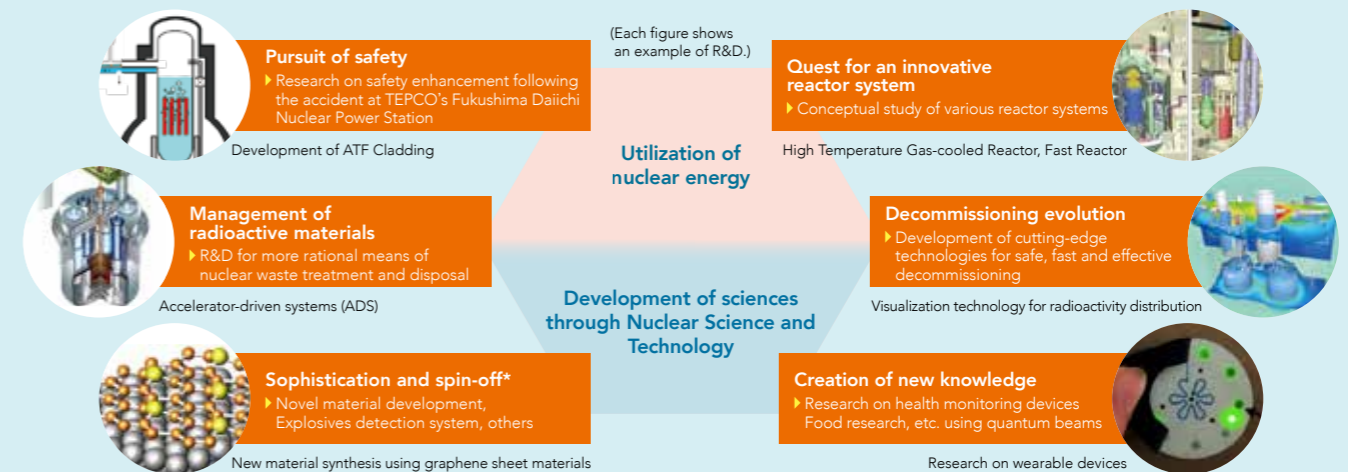 (Each figure shows
an example of R&D.)
Pursuit of safety
Research on safety enhancement following
the accident at TEPCO's Fukushima Daiichi
Nuclear Power Station
Development of ATF Cladding
Quest for an innovative
reactor system
Conceptual study of various reactor systems
High Temperature Gas-cooled Reactor, Fast Reactor
Utilization of
nuclear energy
Management of
radioactive materials
R&D for more rational means of
nuclear waste treatment and disposal
Accelerator-driven systems (ADS)
Decommissioning evolution
Development of cutting-edge
technologies for safe, fast and effective
decommissioning
Visualization technology for radioactivity distribution
Development of sciences
through Nuclear Science and
Technology
Sophistication and spin-off*
Novel material development,
Explosives detection system, others
New material synthesis using graphene sheet materials
Creation of new knowledge
Research on health monitoring devices
Food research, etc. using quantum beams
Research on wearable devices